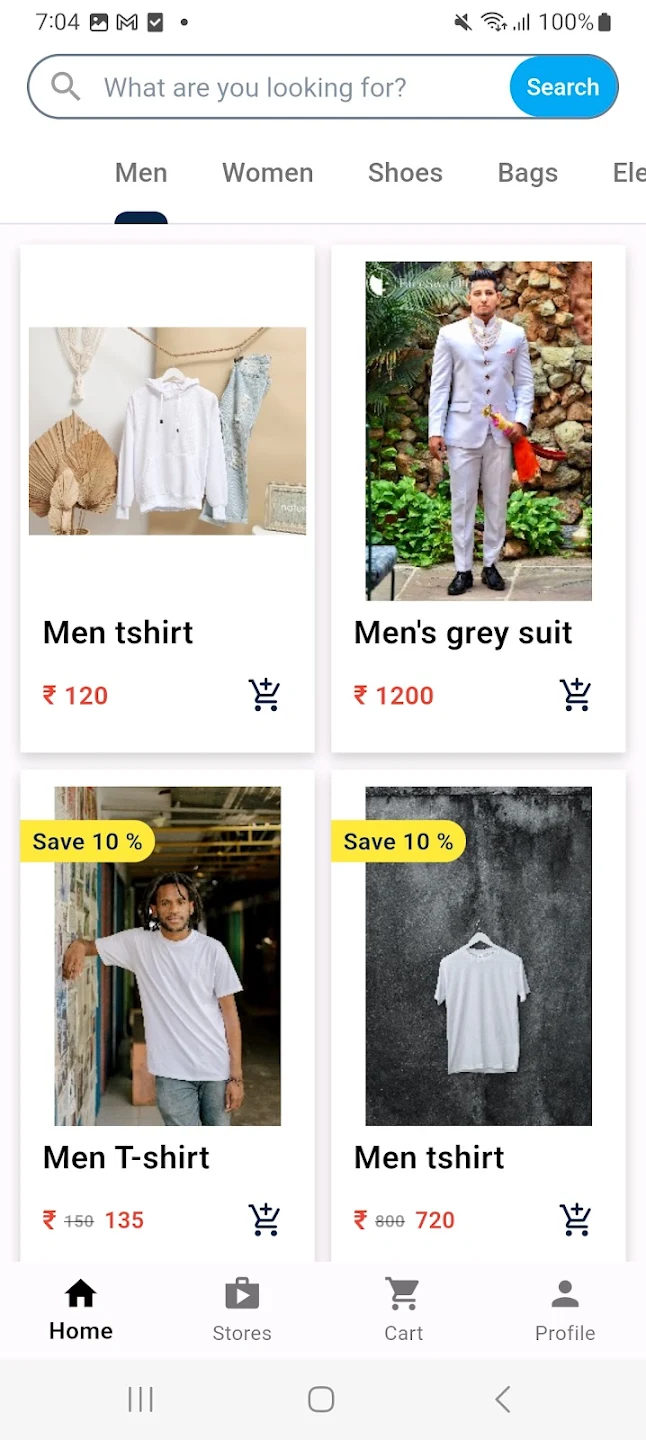 7:04
100%
What are you looking for?
Search
Men Women Shoes Bags Ele
Men tshirt
₹ 120
Men's grey suit
₹ 1200
Save 10 %
Men T-shirt
₹ 150 135
Save 10 %
Men tshirt
₹ 800 720
Home Stores Cart Profile